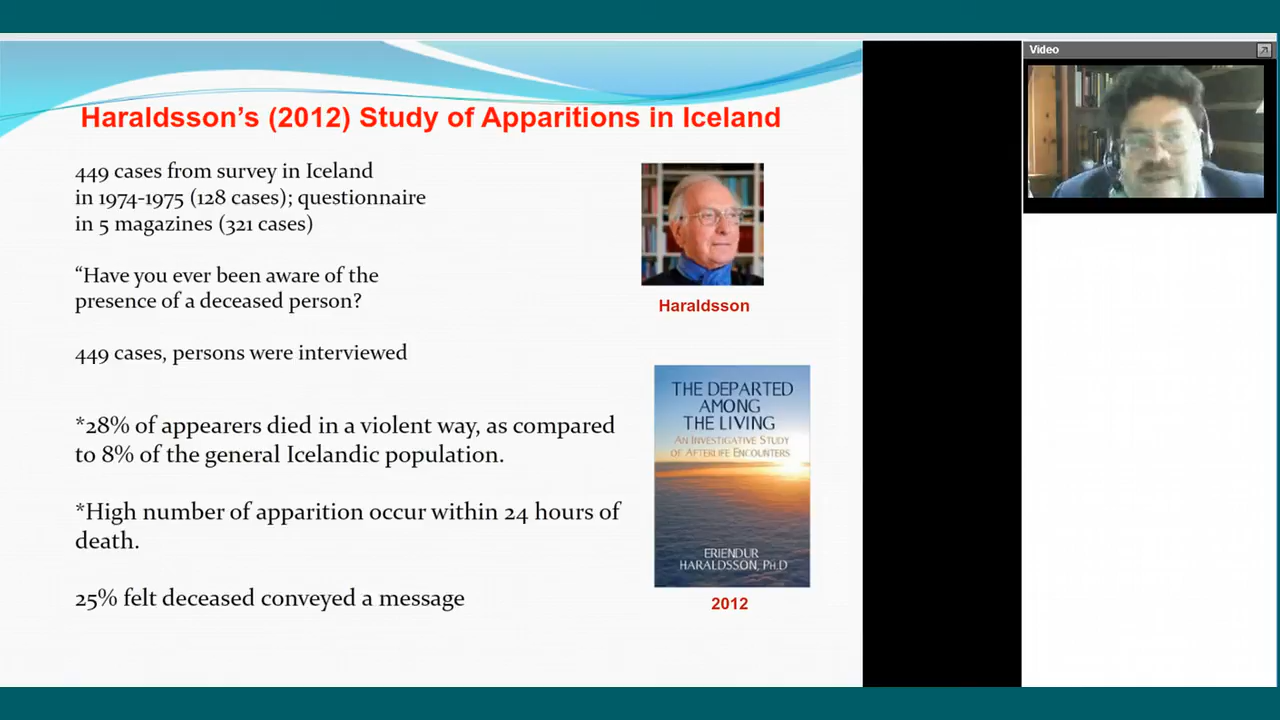 Video
Haraldsson's (2012) Study of Apparitions in Iceland
449 cases from survey in Iceland
in 1974-1975 (128 cases); questionnaire
in 5 magazines (321 cases)
“Have you ever been aware of the
presence of a deceased person?
449 cases, persons were interviewed
*28% of appearers died in a violent way, as compared
to 8% of the general Icelandic population.
*High number of apparition occur within 24 hours of
death.
25% felt deceased conveyed a message
Haraldsson
THE DEPARTED
AMONG
THE LIVING
AN INVESTIGATIVE STUDY
OF AFTERLIFE ENCOUNTERS
ERLENDUR
HARALDSSON, PH.D
2012